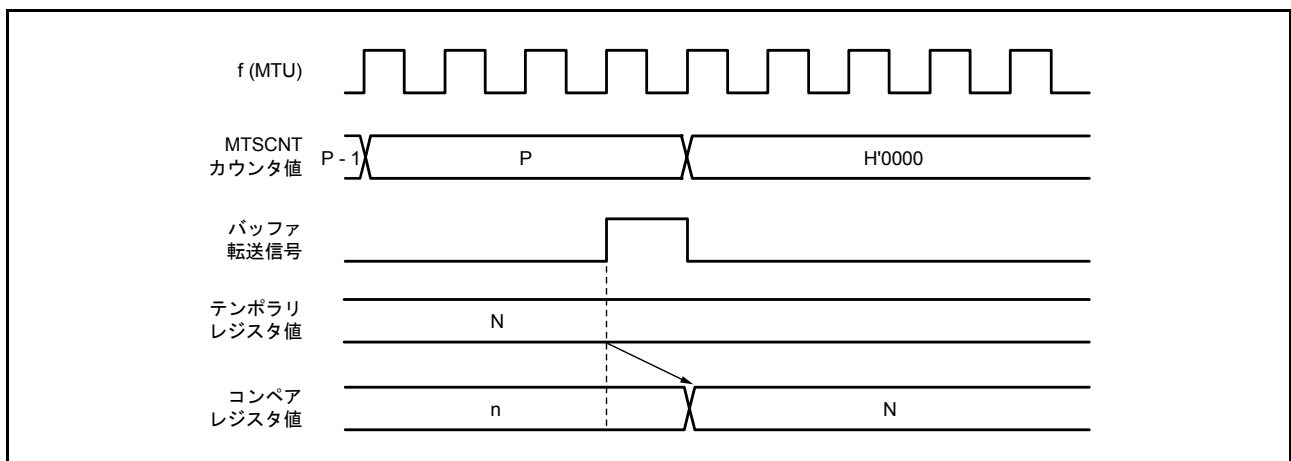 f (MTU)
MTSCNT
カウンタ値
P - 1
P
H'0000
バッファ
転送信号
テンポラリ
レジスタ値
N
コンペア
レジスタ値
n
N